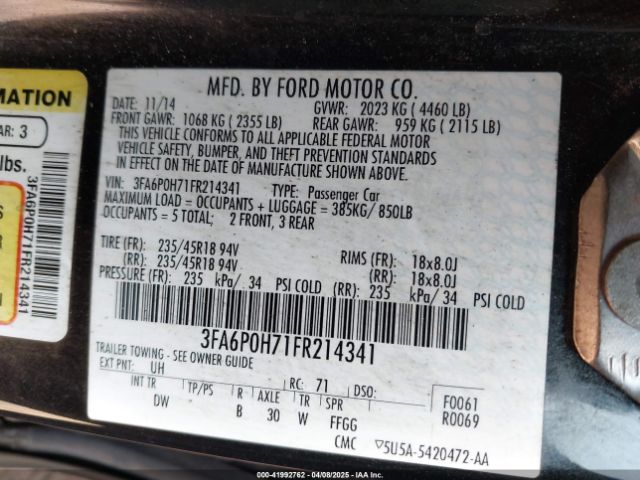 MFD. BY FORD MOTOR CO.
DATE: 11/14 GVWR: 2023 KG ( 4460 LB)
FRONT GAWR: 1068 KG ( 2355 LB) REAR GAWR: 959 KG ( 2115 LB)
THIS VEHICLE CONFORMS TO ALL APPLICABLE FEDERAL MOTOR
VEHICLE SAFETY, BUMPER, AND THEFT PREVENTION STANDARDS
IN EFFECT ON THE DATE OF MANUFACTURE SHOWN ABOVE.
VIN: 3FA6P0H71FR214341 TYPE: Passenger Car
MAXIMUM LOAD = OCCUPANTS + LUGGAGE = 385KG/ 850LB
OCCUPANTS = 5 TOTAL; 2 FRONT, 3 REAR
TIRE (FR): 235/45R18 94V RIMS (FR): 18x8.0J
(RR): 235/45R18 94V (RR): 18x8.0J
PRESSURE (FR): 235 kPa/ 34 PSI COLD (RR): 235 kPa/ 34 PSI COLD
3FA6P0H71FR214341
TRAILER TOWING - SEE OWNER GUIDE
EXT PNT: UH RC: 71 DSO: F0061
INT TR TP/PS R AXLE TR SPR R0069
DW B 30 W FFGG
CMC 5U5A-5420472-AA
MATION
AR: 3
lbs.
3FA6P0H71FR214341
S
R
S
N
000-41992762 - 04/08/2025 - IAA Inc.